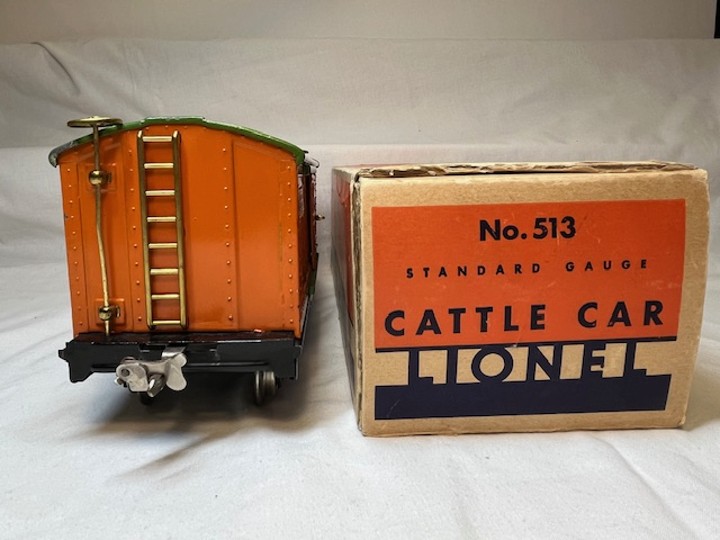 No. 513
STANDARD GAUGE
CATTLE CAR
LIONEL